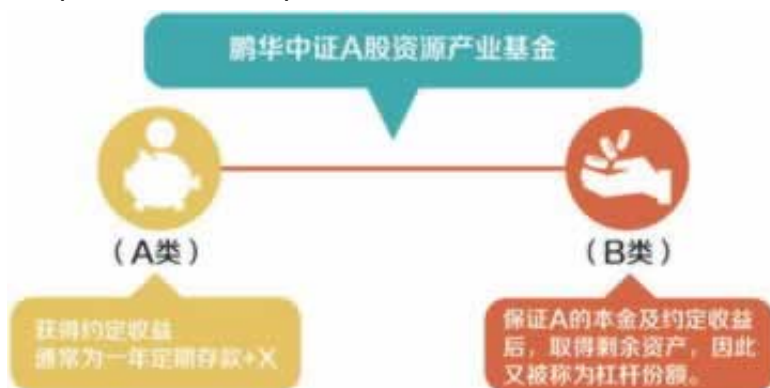 鹏华中证A股资源产业基金
（A类）
（B类）
获得约定收益
通常为一年定期存款+X
保证A的本金及约定收益
后，取得剩余资产，因此
又被称为杠杆份额。